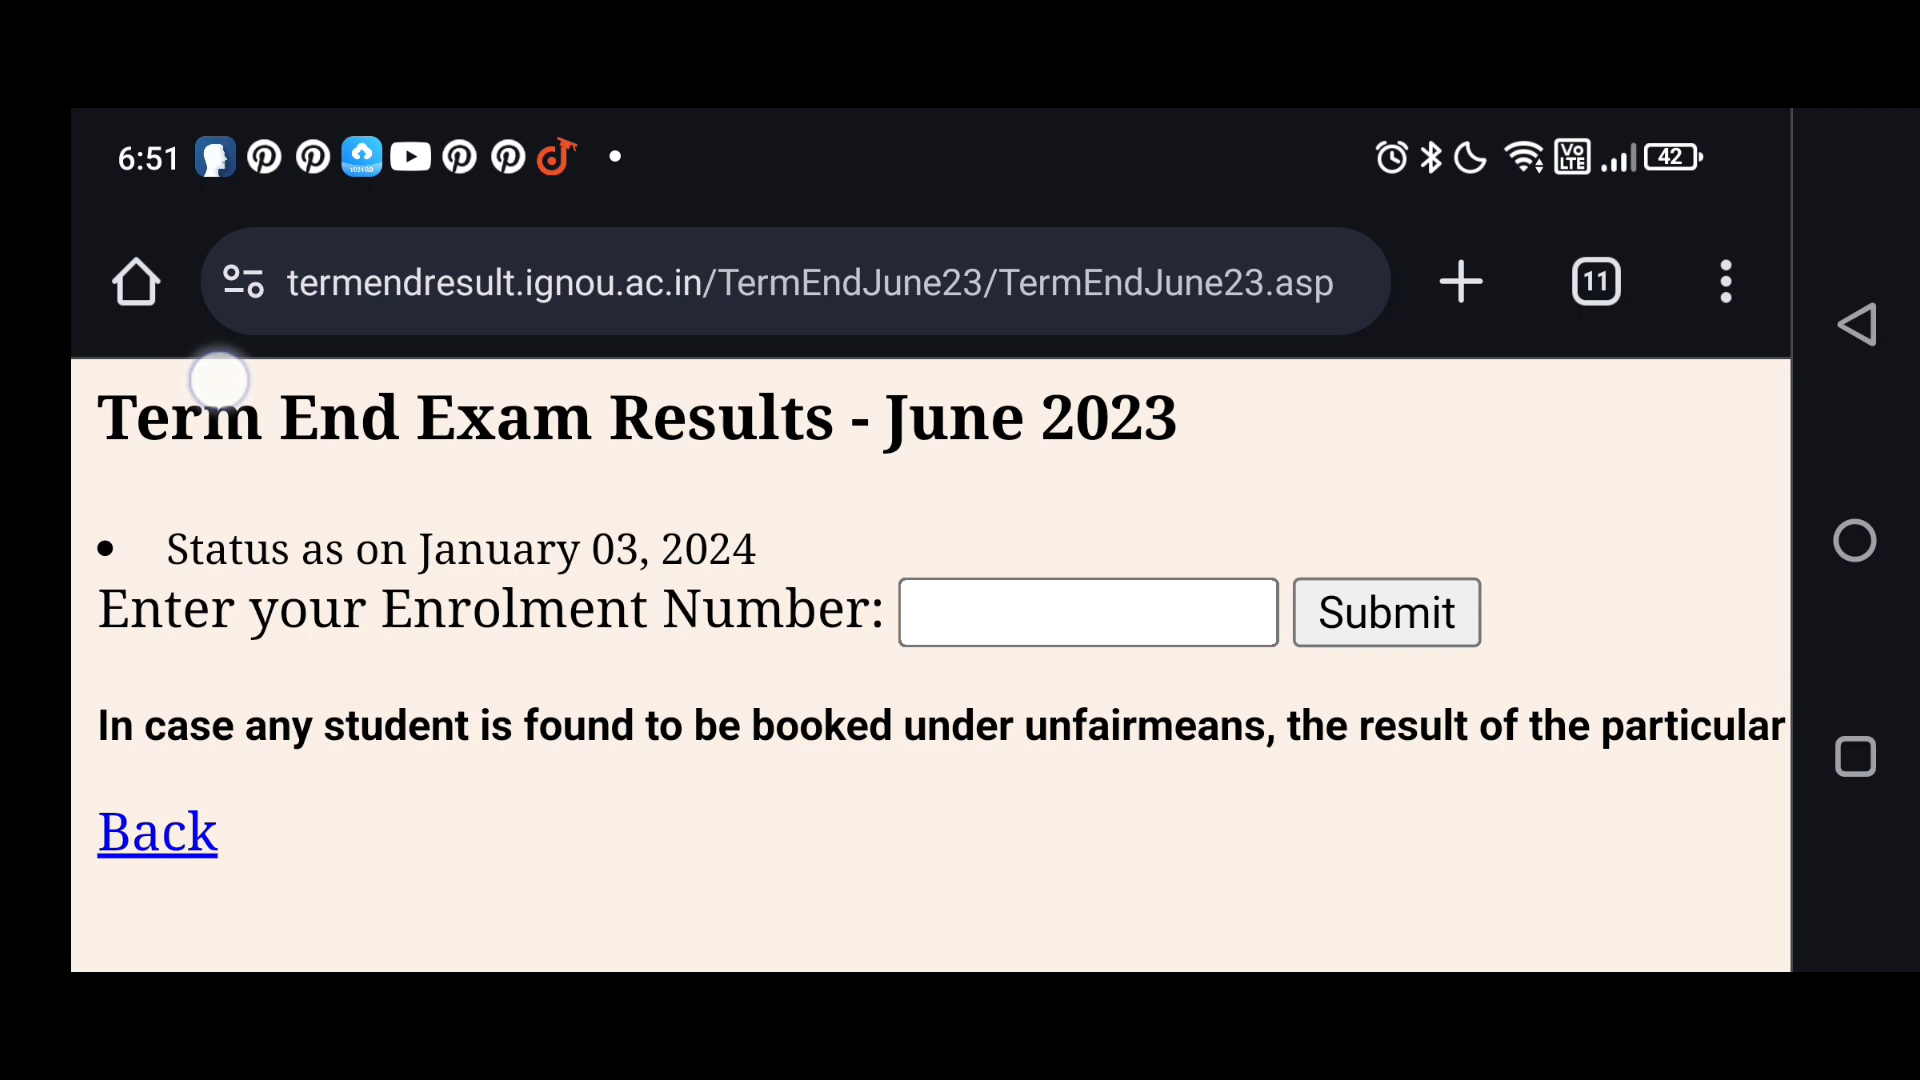 6:51
Vo LTE
42
termendresult.ignou.ac.in/TermEndJune23/TermEndJune23.asp
11
Term End Exam Results - June 2023
• Status as on January 03, 2024
Enter your Enrolment Number: Submit
In case any student is found to be booked under unfairmeans, the result of the particular
Back